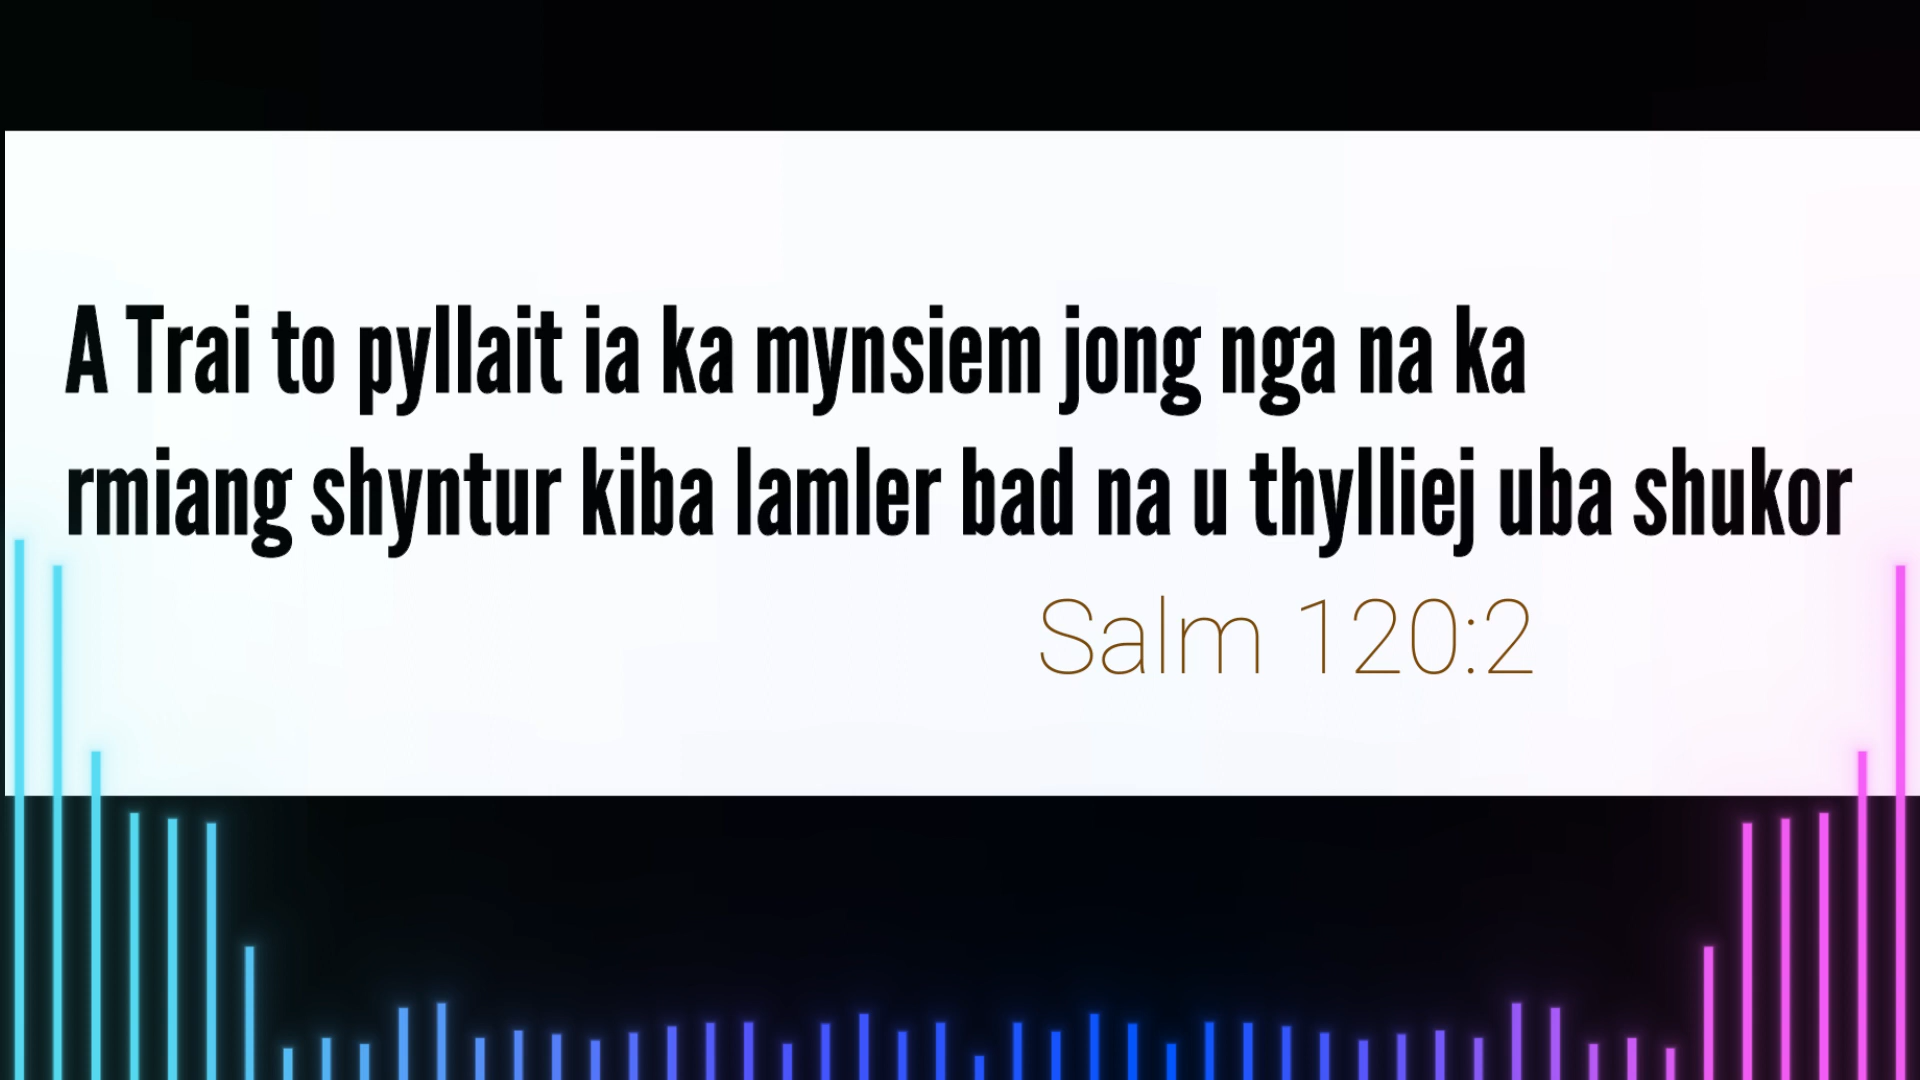 A Trai to pyllait ia ka mynsiem jong nga na ka
rmiang shyntur kiba lamler bad na u thylliej uba shukor
Salm 120:2